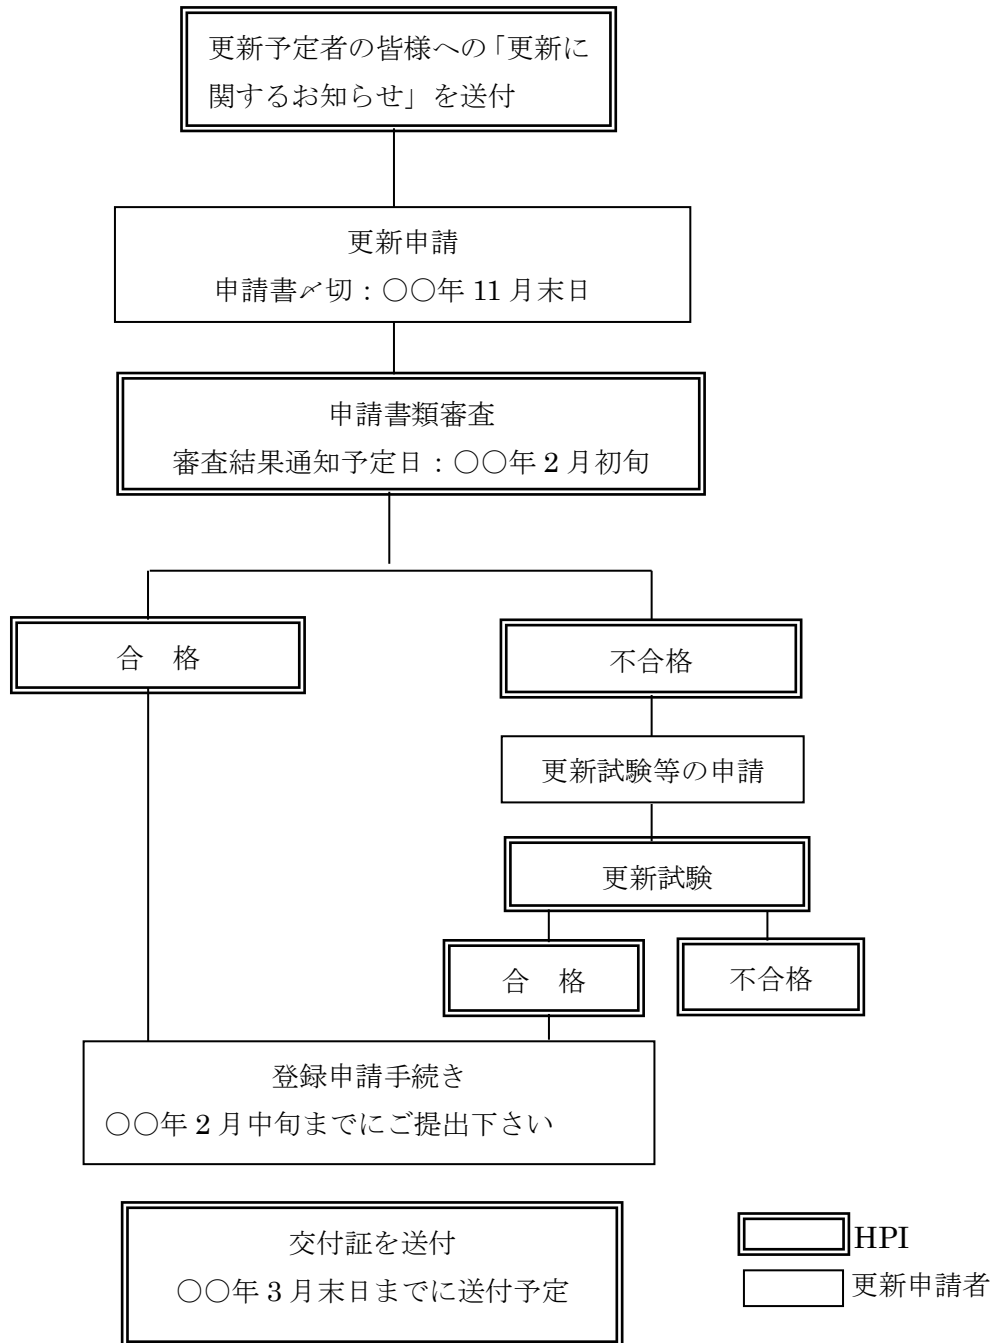 更新予定者の皆様への「更新に
関するお知らせ」を送付
更新申請
申請書〆切：○○年 11 月末日
申請書類審査
審査結果通知予定日：○○年 2 月初旬
合　格
不合格
更新試験等の申請
更新試験
合　格
不合格
登録申請手続き
○○年 2 月中旬までにご提出下さい
交付証を送付
○○年 3 月末日までに送付予定
HPI
更新申請者